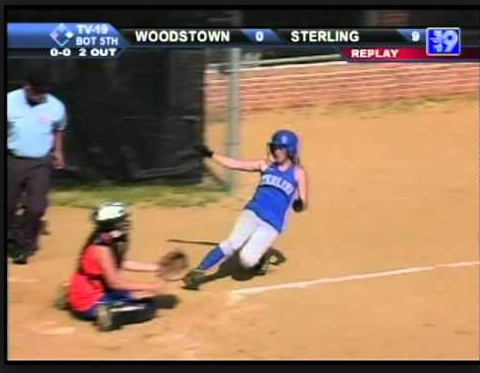 TV-19
BOT 5TH
WOODSTOWN 0 STERLING 9
19
0-0 2 OUT
REPLAY
STERLING